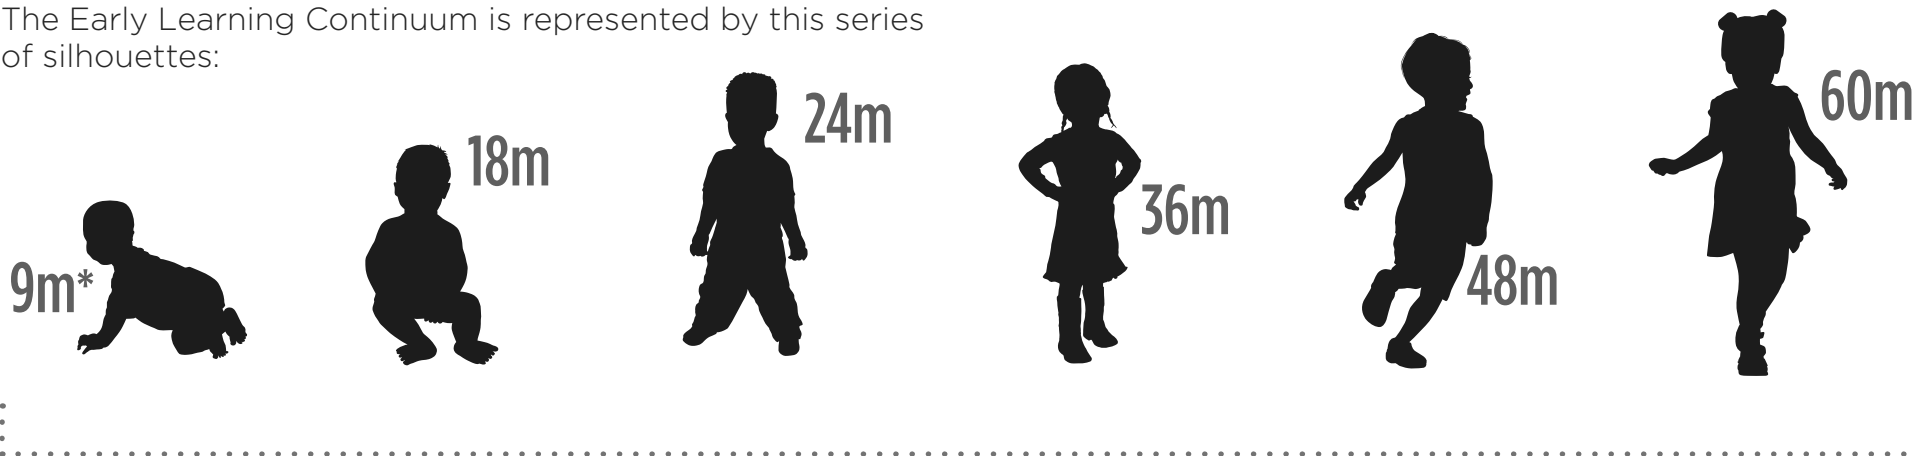 The Early Learning Continuum is represented by this series
of silhouettes:
9m*
18m
24m
36m
48m
60m